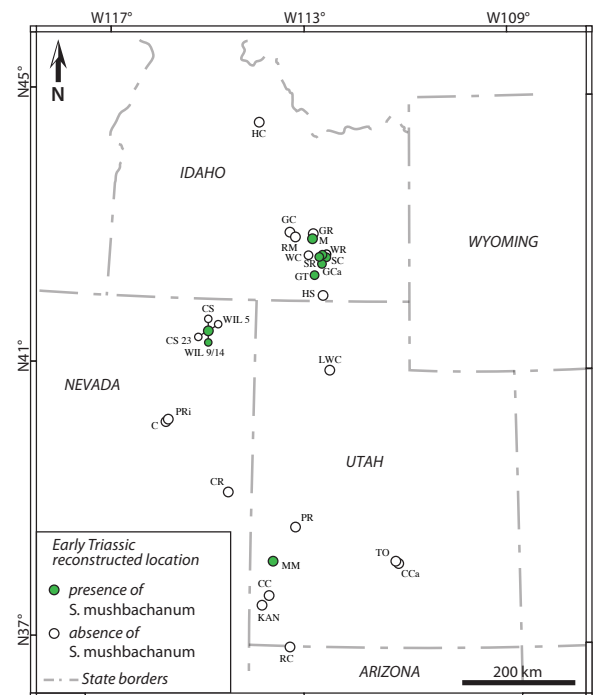 W117° W113° W109°
N45°
N
HC
IDAHO
GC GR
M
RM WR
WC
SR SC
GCa
GT
HS
WYOMING
CS
WIL 5
CS 23
WIL 9/14
N41°
LWC
NEVADA
PRi
C
UTAH
CR
PR
TO
CCa
MM
CC
KAN
N37°
RC
ARIZONA
Early Triassic
reconstructed location
presence of
S. mushbachanum
absence of
S. mushbachanum
State borders
200 km